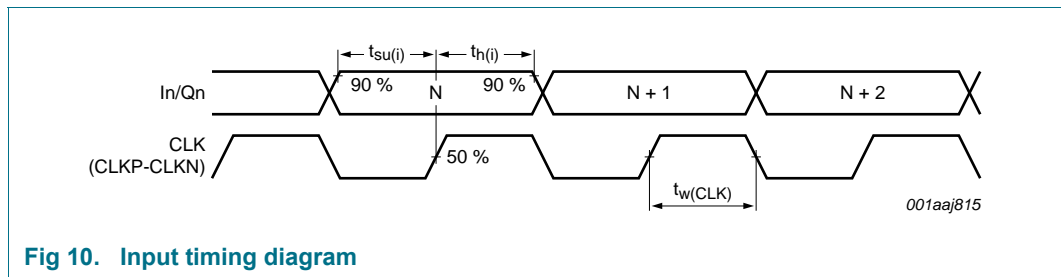 tsu(i) th(i)
In/Qn 90 % N 90 % N + 1 N + 2
CLK
(CLKP-CLKN) 50 %
tw(CLK)
001aaj815
Fig 10. Input timing diagram